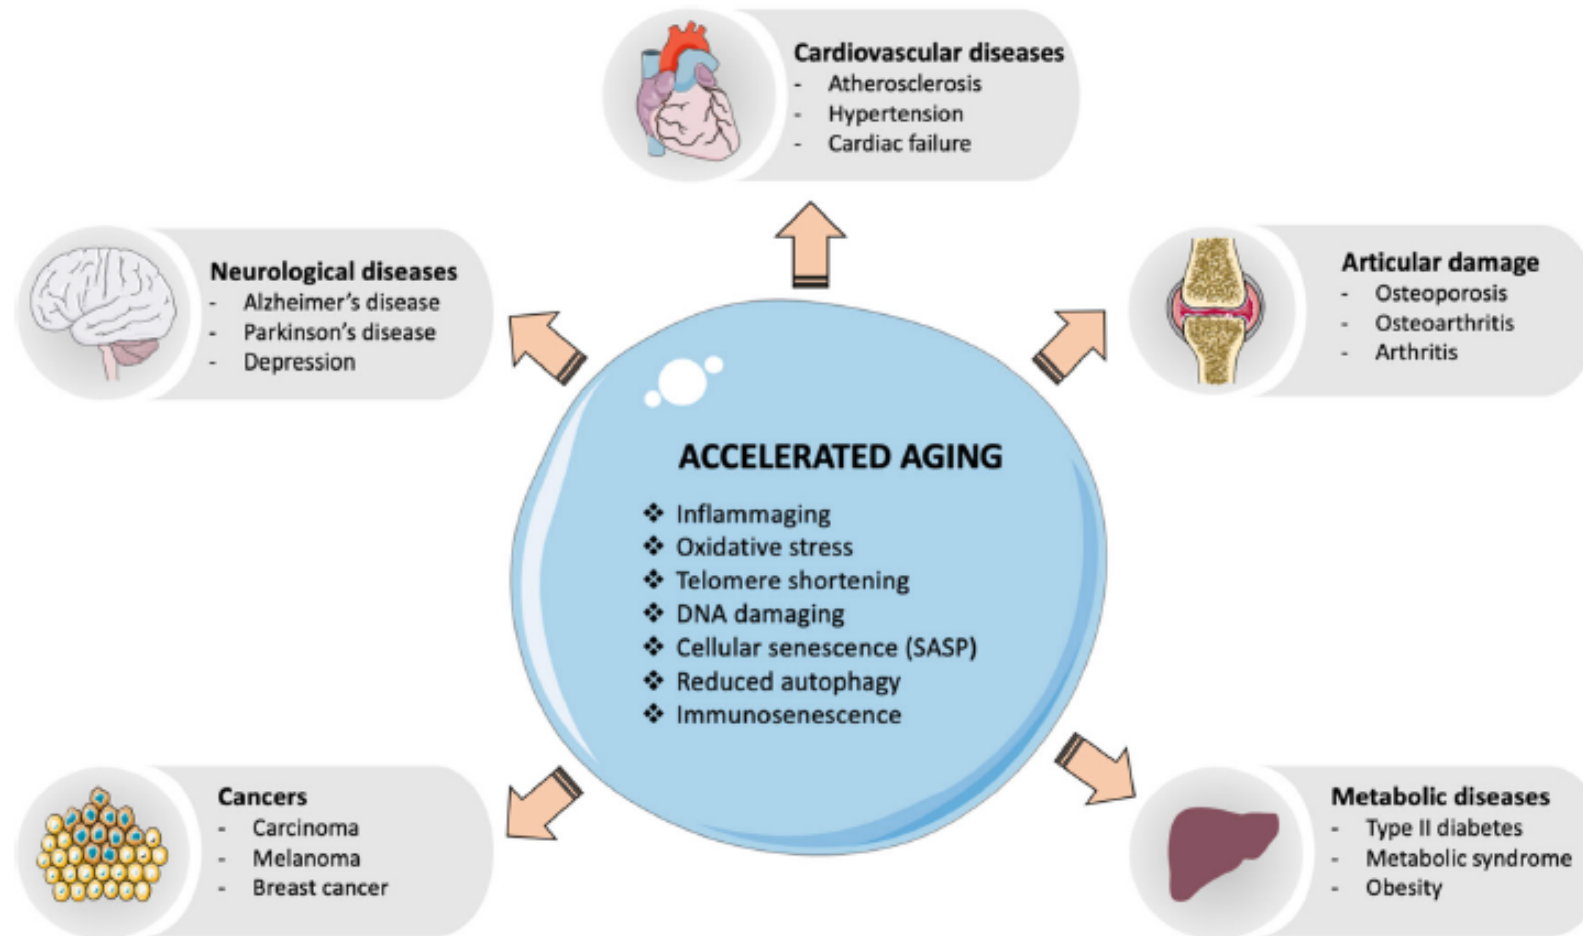 Cardiovascular diseases
- Atherosclerosis
- Hypertension
- Cardiac failure
Neurological diseases
- Alzheimer's disease
- Parkinson's disease
- Depression
Articular damage
- Osteoporosis
- Osteoarthritis
- Arthritis
ACCELERATED AGING
❖ Inflammaging
❖ Oxidative stress
❖ Telomere shortening
❖ DNA damaging
❖ Cellular senescence (SASP)
❖ Reduced autophagy
❖ Immunosenescence
Cancers
- Carcinoma
- Melanoma
- Breast cancer
Metabolic diseases
- Type II diabetes
- Metabolic syndrome
- Obesity